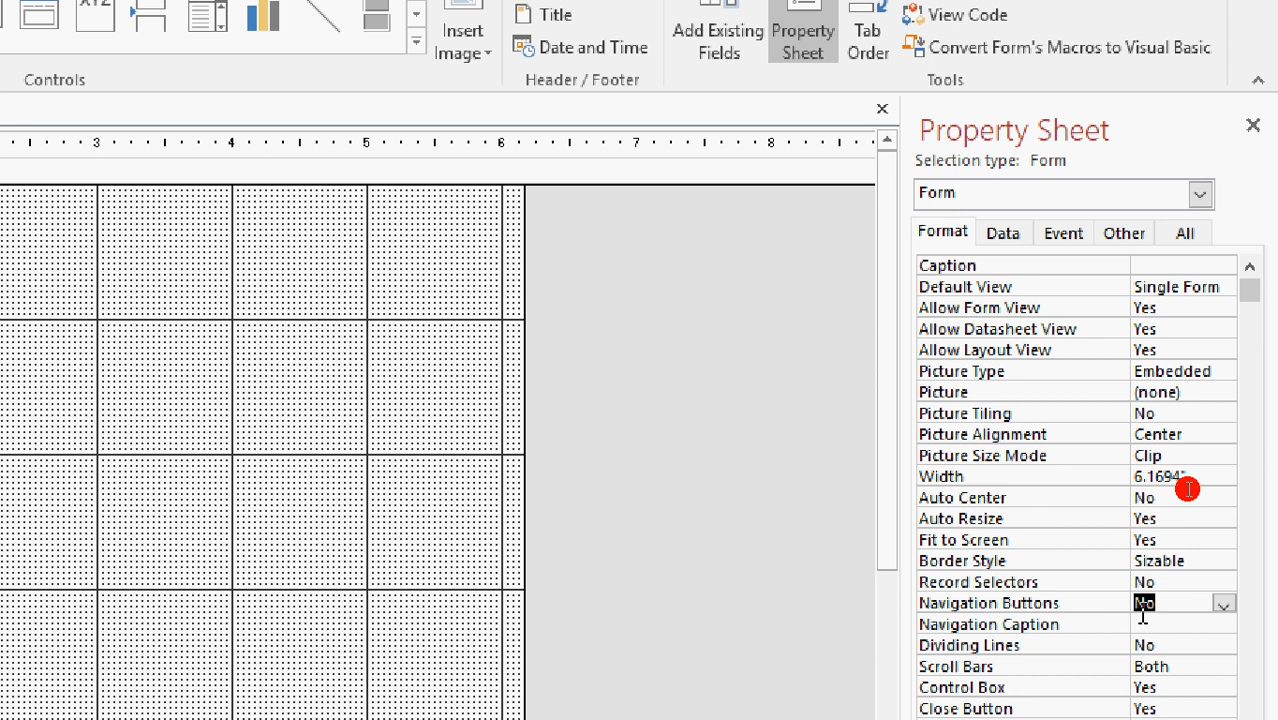 XYZ
Insert
Image
Title
Date and Time
Add Existing
Fields
Property
Sheet
Tab
Order
View Code
Convert Form's Macros to Visual Basic
Controls
Header / Footer
Tools
3 4 5 6 7 8
Property Sheet
Selection type: Form
Form
Format Data Event Other All
Caption
Default View Single Form
Allow Form View Yes
Allow Datasheet View Yes
Allow Layout View Yes
Picture Type Embedded
Picture (none)
Picture Tiling No
Picture Alignment Center
Picture Size Mode Clip
Width 6.1694"
Auto Center No
Auto Resize Yes
Fit to Screen Yes
Border Style Sizable
Record Selectors No
Navigation Buttons No
Navigation Caption
Dividing Lines No
Scroll Bars Both
Control Box Yes
Close Button Yes